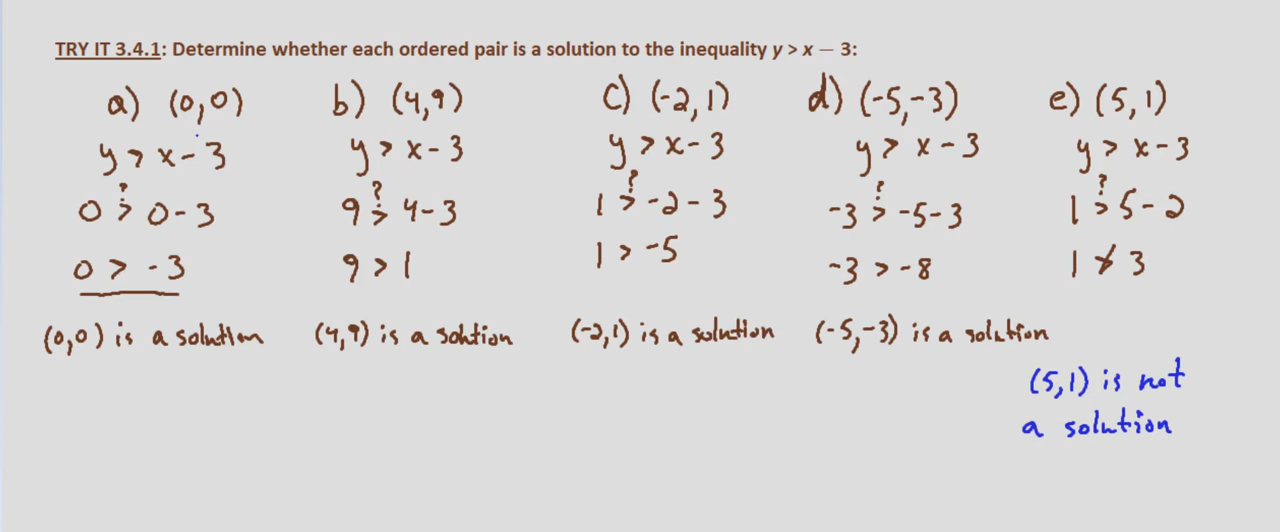 TRY IT 3.4.1: Determine whether each ordered pair is a solution to the inequality y > x − 3:
a) (0,0)
y > x - 3
0 ?> 0 - 3
0 > -3
(0,0) is a solution
b) (4,9)
y > x - 3
9 ?> 4 - 3
9 > 1
(4,9) is a solution
c) (-2, 1)
y > x - 3
1 ?> -2 - 3
1 > -5
(-2,1) is a solution
d) (-5,-3)
y > x - 3
-3 ?> -5 - 3
-3 > -8
(-5,-3) is a solution
e) (5, 1)
y > x - 3
1 ?> 5 - 2
1 ≯ 3
(5,1) is not
a solution